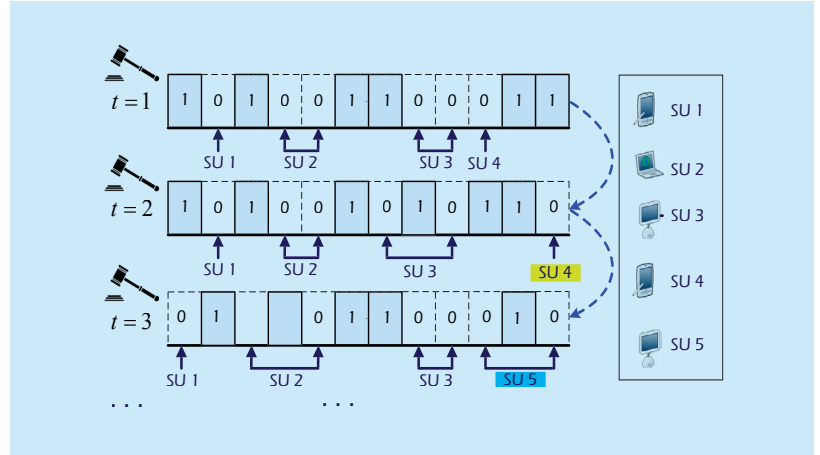 t = 1 1 0 1 0 0 1 1 0 0 0 1 1
SU 1 SU 2 SU 3 SU 4
t = 2 1 0 1 0 0 1 0 1 0 1 1 0
SU 1 SU 2 SU 3 SU 4
t = 3 0 1 0 1 1 0 0 0 1 0
SU 1 SU 2 SU 3 SU 5
. . . . . .
SU 1
SU 2
SU 3
SU 4
SU 5